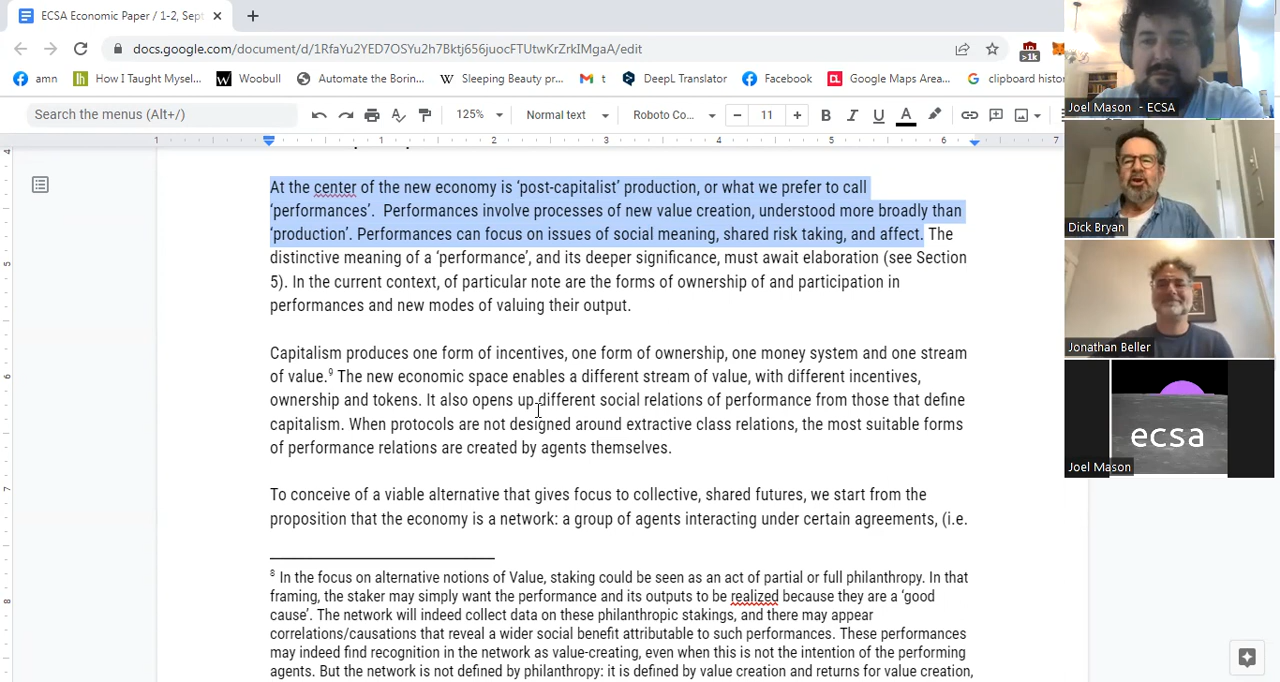 ECSA Economic Paper / 1-2, Sept
docs.google.com/document/d/1RfaYu2YED7OSYu2h7Bktj656juocFTUtwKrZrkIMgaA/edit
>1k
amn
How I Taught Mysel...
Woobull
Automate the Borin...
Sleeping Beauty pr...
t
DeepL Translator
Facebook
Google Maps Area...
clipboard histor
Search the menus (Alt+/)
125%
Normal text
Roboto Co...
11
B I U A
1 1 2 3 4 5 6 7
At the center of the new economy is ‘post-capitalist’ production, or what we prefer to call
‘performances’.  Performances involve processes of new value creation, understood more broadly than
‘production’. Performances can focus on issues of social meaning, shared risk taking, and affect. The
distinctive meaning of a ‘performance’, and its deeper significance, must await elaboration (see Section
5). In the current context, of particular note are the forms of ownership of and participation in
performances and new modes of valuing their output.
Capitalism produces one form of incentives, one form of ownership, one money system and one stream
of value.⁹ The new economic space enables a different stream of value, with different incentives,
ownership and tokens. It also opens up different social relations of performance from those that define
capitalism. When protocols are not designed around extractive class relations, the most suitable forms
of performance relations are created by agents themselves.
To conceive of a viable alternative that gives focus to collective, shared futures, we start from the
proposition that the economy is a network: a group of agents interacting under certain agreements, (i.e.
⁸ In the focus on alternative notions of Value, staking could be seen as an act of partial or full philanthropy. In that
framing, the staker may simply want the performance and its outputs to be realized because they are a ‘good
cause’. The network will indeed collect data on these philanthropic stakings, and there may appear
correlations/causations that reveal a wider social benefit attributable to such performances. These performances
may indeed find recognition in the network as value-creating, even when this is not the intention of the performing
agents. But the network is not defined by philanthropy: it is defined by value creation and returns for value creation,
4
5
6
7
8
Joel Mason - ECSA
Dick Bryan
Jonathan Beller
ecsa
Joel Mason